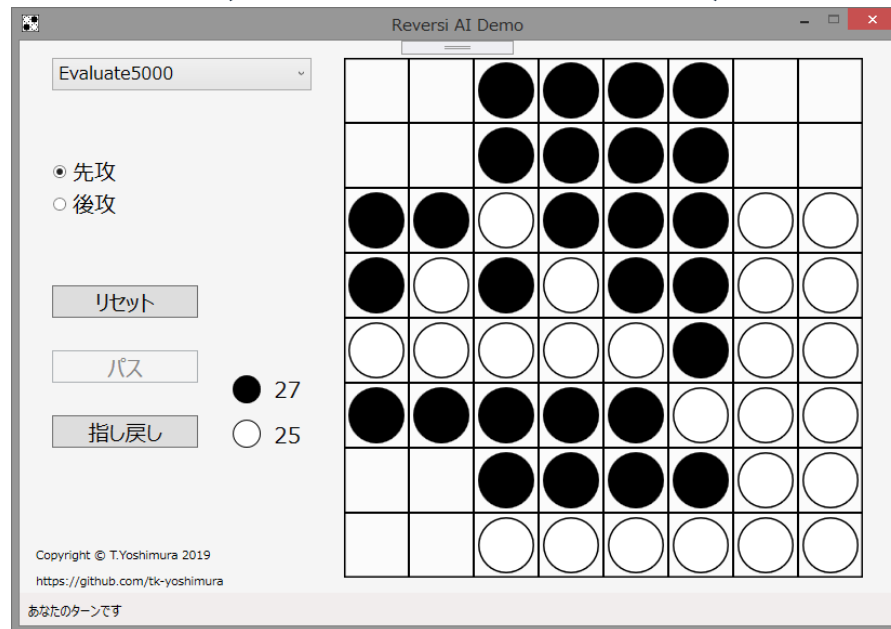 Reversi AI Demo
Evaluate5000
先攻
後攻
リセット
パス
27
指し戻し
25
Copyright © T.Yoshimura 2019
https://github.com/tk-yoshimura
あなたのターンです